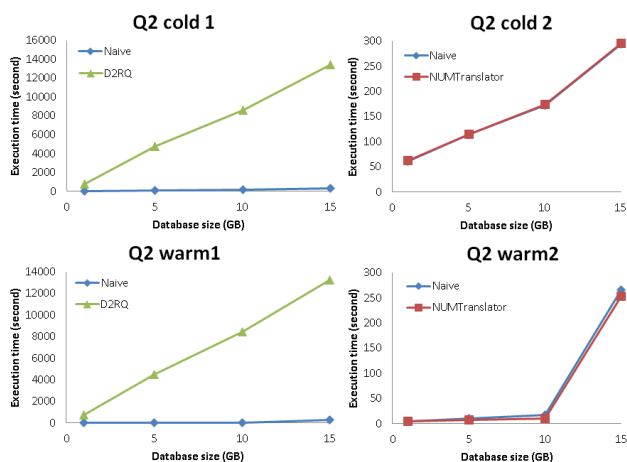 Q2 cold 1
Execution time (second)
16000
14000
12000
10000
8000
6000
4000
2000
0
Naive
D2RQ
0 5 10 15
Database size (GB)
Q2 cold 2
Execution time (second)
300
250
200
150
100
50
0
Naive
NUMTranslator
0 5 10 15
Database size (GB)
Q2 warm1
Execution time (second)
14000
12000
10000
8000
6000
4000
2000
0
Naive
D2RQ
0 5 10 15
Database size (GB)
Q2 warm2
Execution time (second)
300
250
200
150
100
50
0
Naive
NUMTranslator
0 5 10 15
Database size (GB)